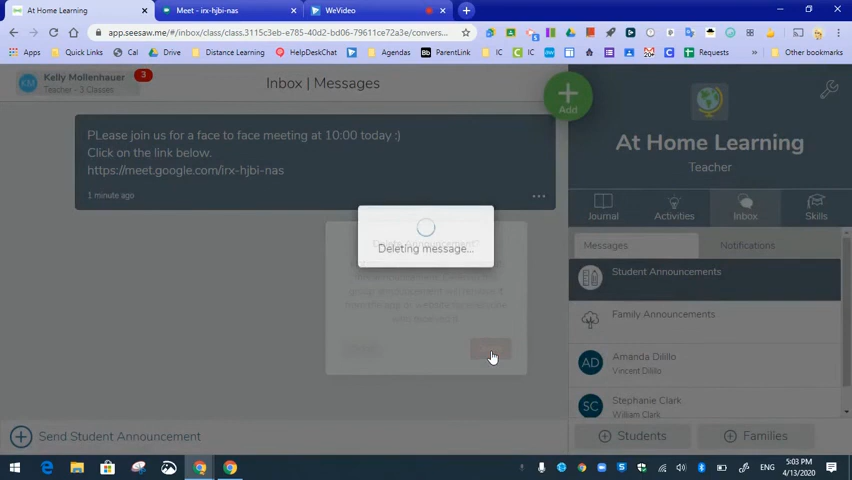 At Home Learning
Meet - irx-hjbi-nas
WeVideo
app.seesaw.me/#/inbox/class/class.3115c3eb-e785-40d2-bd06-79611ce72a3e/convers...
Apps
Quick Links
Cal
Drive
Distance Learning
HelpDeskChat
IC
IC
Agendas
Bb
ParentLink
20+
Requests
Other bookmarks
KM
Kelly Mollenhauer
Teacher - 3 Classes
3
Inbox | Messages
Add
PLease join us for a face to face meeting at 10:00 today :)
Click on the link below.
https://meet.google.com/irx-hjbi-nas
1 minute ago
Deleting message...
At Home Learning
Teacher
Journal
Activities
Inbox
Skills
Messages
Notifications
Student Announcements
Family Announcements
AD
Amanda Dilillo
Vincent Dilillo
SC
Stephanie Clark
William Clark
Send Student Announcement
Students
Families
ENG
5:03 PM
4/13/2020